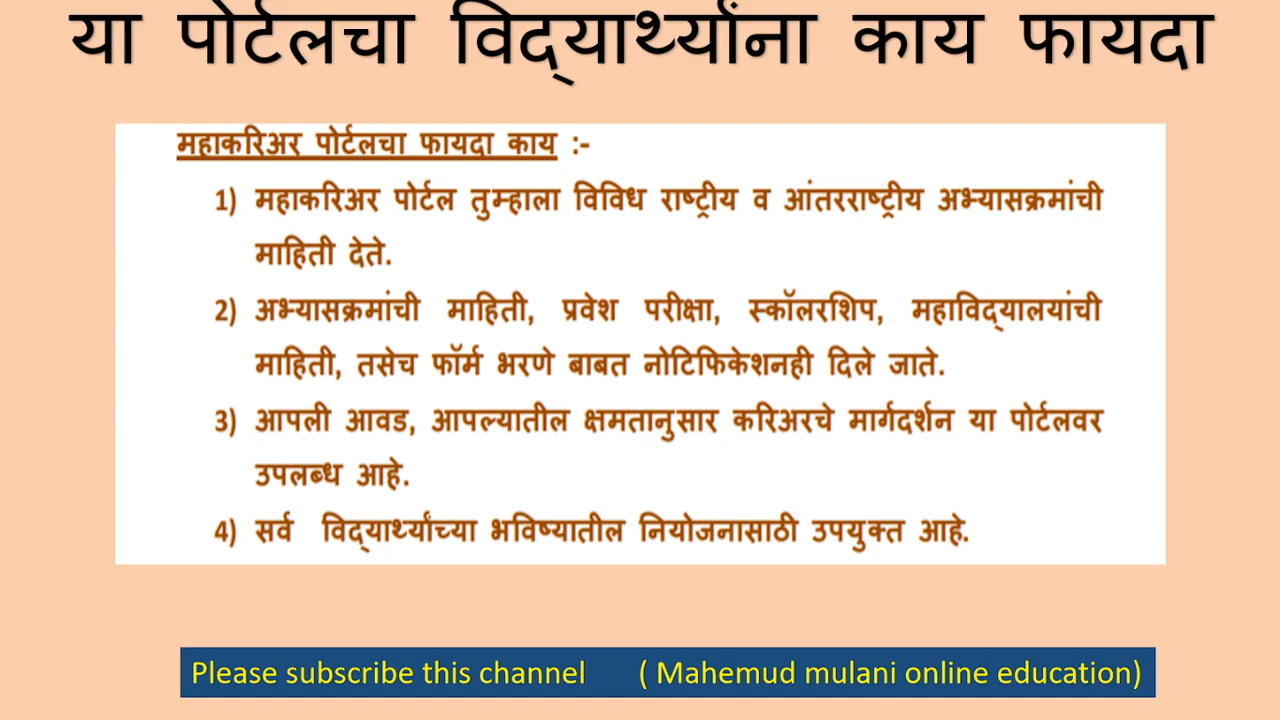 या पोर्टलचा विद्‌यार्थ्यांना काय फायदा
महाकरिअर पोर्टलचा फायदा काय :-
1) महाकरिअर पोर्टल तुम्हाला विविध राष्ट्रीय व आंतरराष्ट्रीय अभ्यासक्रमांची
माहिती देते.
2) अभ्यासक्रमांची माहिती, प्रवेश परीक्षा, स्कॉलरशिप, महाविद्‌यालयांची
माहिती, तसेच फॉर्म भरणे बाबत नोटिफिकेशनही दिले जाते.
3) आपली आवड, आपल्यातील क्षमतानुसार करिअरचे मार्गदर्शन या पोर्टलवर
उपलब्ध आहे.
4) सर्व विद्‌यार्थ्यांच्या भविष्यातील नियोजनासाठी उपयुक्त आहे.
Please subscribe this channel ( Mahemud mulani online education)